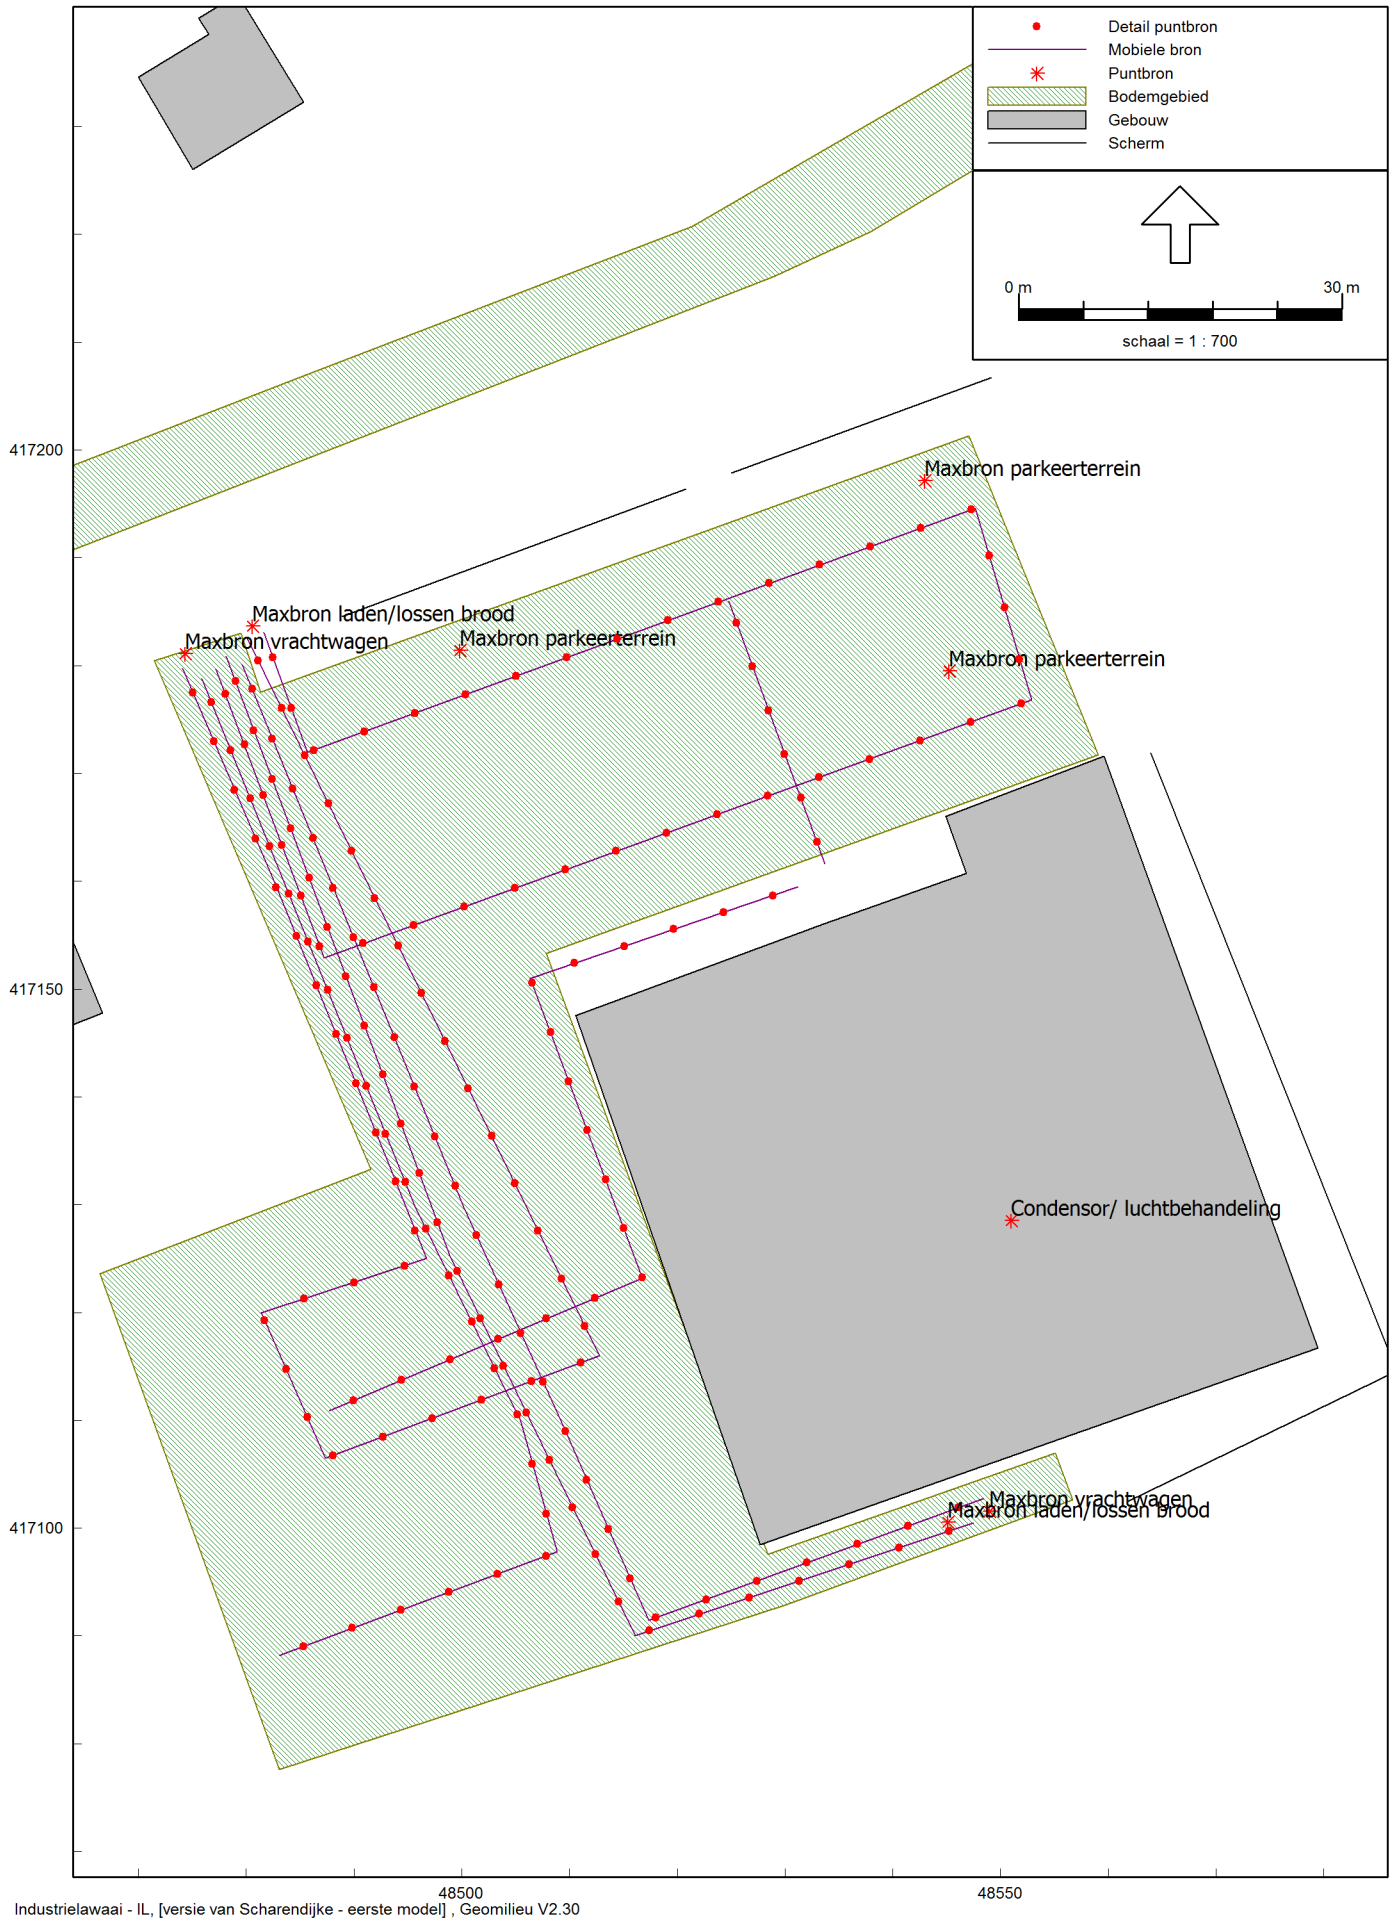 Detail puntbron
Mobiele bron
Puntbron
Bodemgebied
Gebouw
Scherm
0 m
30 m
schaal = 1 : 700
417200
Maxbron parkeerterrein
Maxbron laden/lossen brood
Maxbron vrachtwagen
Maxbron parkeerterrein
Maxbron parkeerterrein
417150
Condensor/ luchtbehandeling
417100
Maxbron vrachtwagen
Maxbron laden/lossen brood
48500
48550
Industrielawaai - IL, [versie van Scharendijke - eerste model] , Geomilieu V2.30